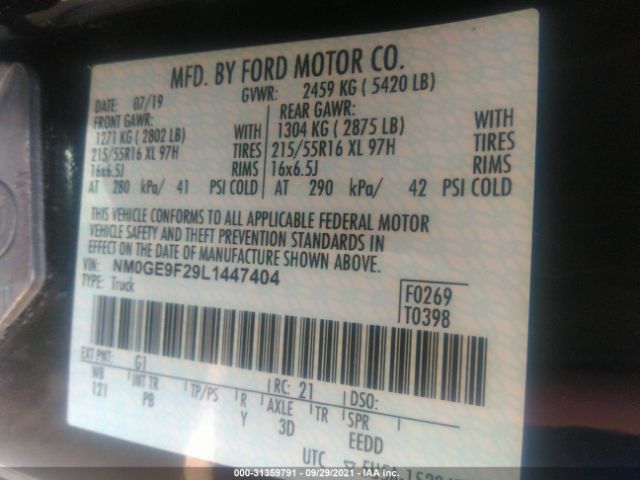 MFD. BY FORD MOTOR CO.
DATE: 07/19 GVWR: 2459 KG ( 5420 LB)
FRONT GAWR: REAR GAWR:
1271 KG ( 2802 LB) WITH 1304 KG ( 2875 LB) WITH
215/55R16 XL 97H TIRES 215/55R16 XL 97H TIRES
16x6.5J RIMS 16x6.5J RIMS
AT 280 kPa/ 41 PSI COLD AT 290 kPa/ 42 PSI COLD
THIS VEHICLE CONFORMS TO ALL APPLICABLE FEDERAL MOTOR
VEHICLE SAFETY AND THEFT PREVENTION STANDARDS IN
EFFECT ON THE DATE OF MANUFACTURE SHOWN ABOVE.
VIN: NM0GE9F29L1447404
TYPE: Truck
F0269
T0398
EXT PNT: G1 RC: 21 DSO:
WB INT TR TP/PS R AXLE TR SPR
121 PB Y 3D EEDD
UTC
000-31359791 - 09/29/2021 - IAA Inc.